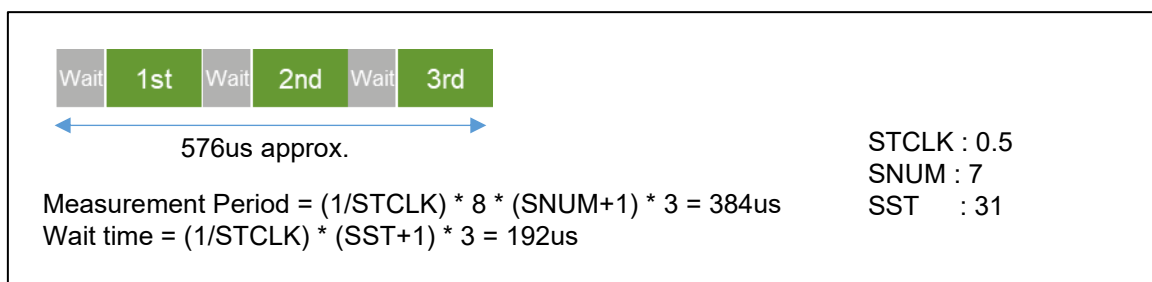 Wait 1st Wait 2nd Wait 3rd
576us approx.
STCLK : 0.5
SNUM : 7
SST : 31
Measurement Period = (1/STCLK) * 8 * (SNUM+1) * 3 = 384us
Wait time = (1/STCLK) * (SST+1) * 3 = 192us